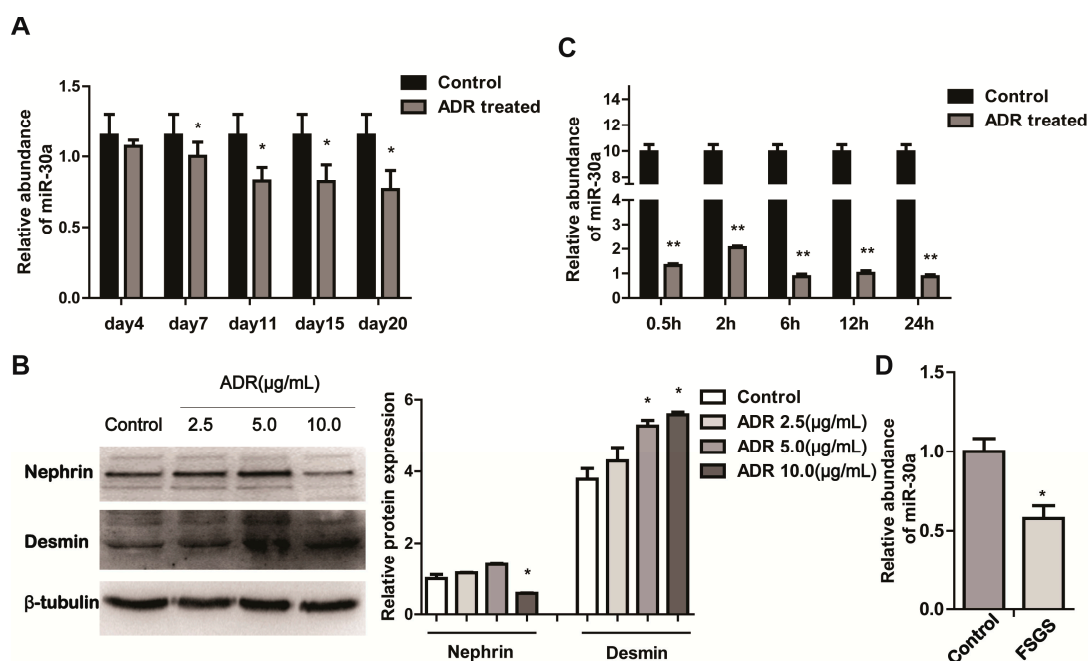 A
Relative abundance
of miR-30a
1.5
1.0
0.5
0.0
*
*
*
*
day4 day7 day11 day15 day20
Control
ADR treated
C
Relative abundance
of miR-30a
14
12
10
8
4
3
2
1
0
**
**
**
**
**
0.5h 2h 6h 12h 24h
Control
ADR treated
B
ADR(μg/mL)
Control 2.5 5.0 10.0
Nephrin
Desmin
β-tubulin
Relative protein expression
6
4
2
0
*
*
*
Nephrin Desmin
Control
ADR 2.5(μg/mL)
ADR 5.0(μg/mL)
ADR 10.0(μg/mL)
D
Relative abundance
of miR-30a
1.5
1.0
0.5
0.0
*
Control FSGS